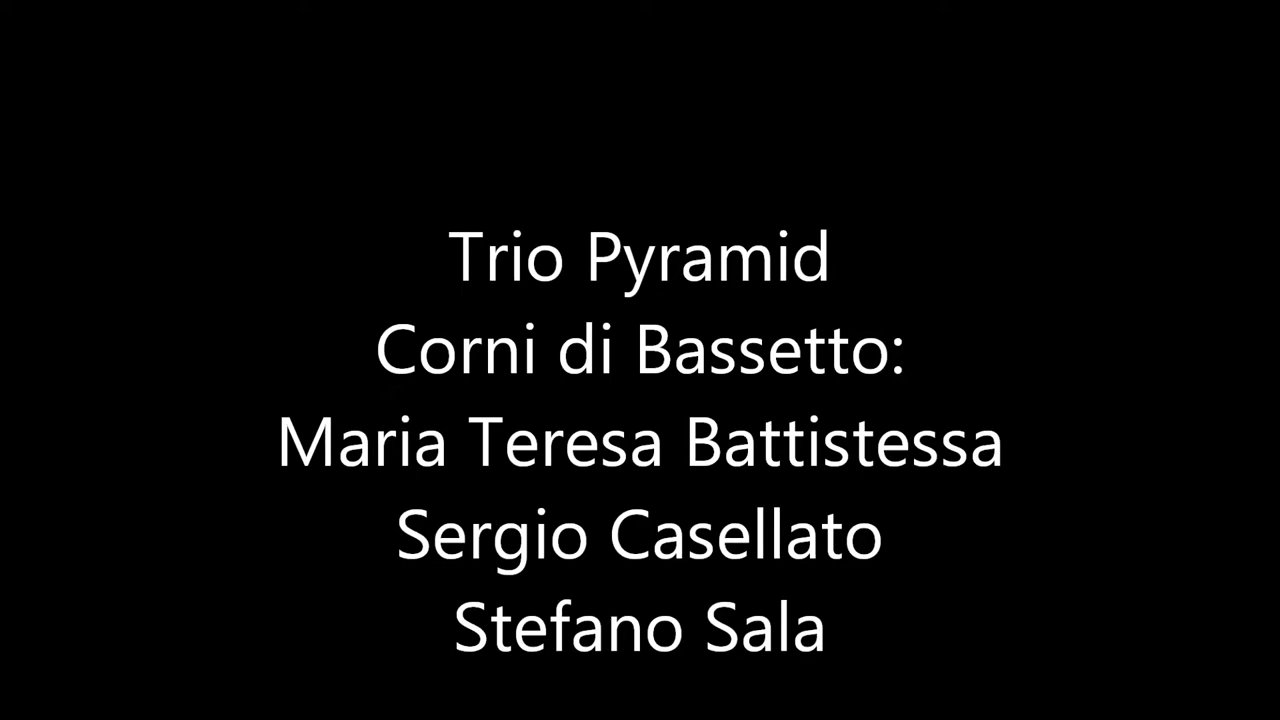 Trio Pyramid
Corni di Bassetto:
Maria Teresa Battistessa
Sergio Casellato
Stefano Sala